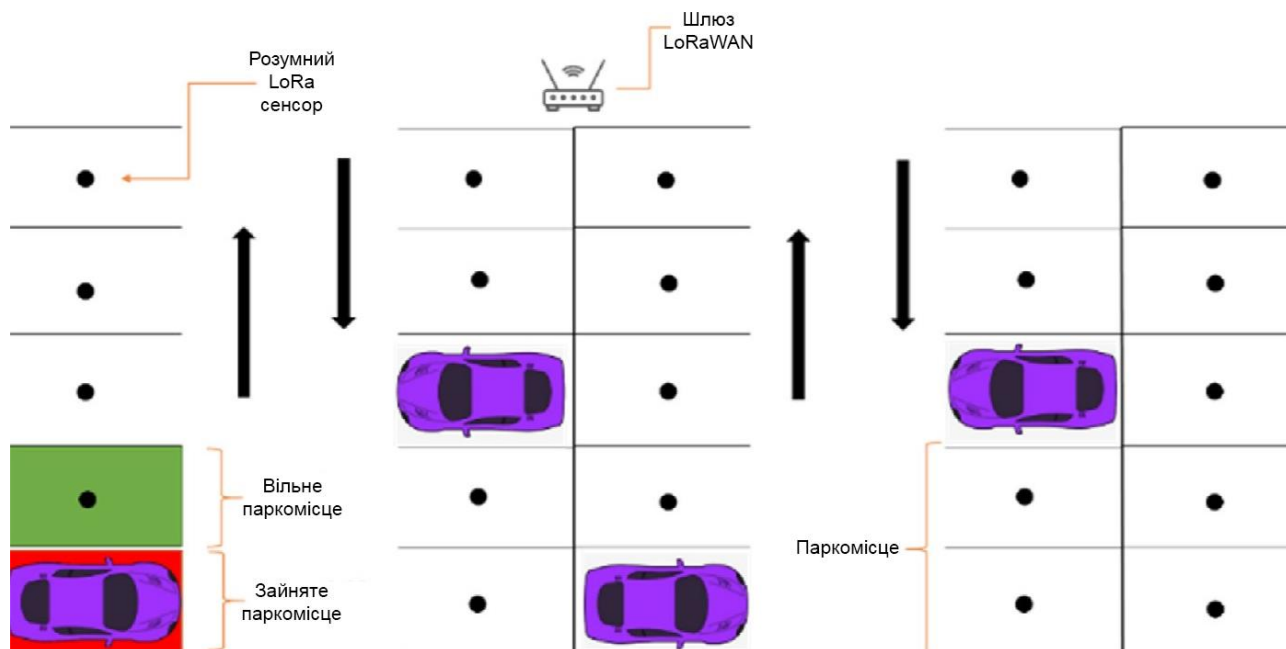 Шлюз
LoRaWAN
Розумний
LoRa
сенсор
Вільне
паркомісце
Паркомісце
Зайняте
паркомісце